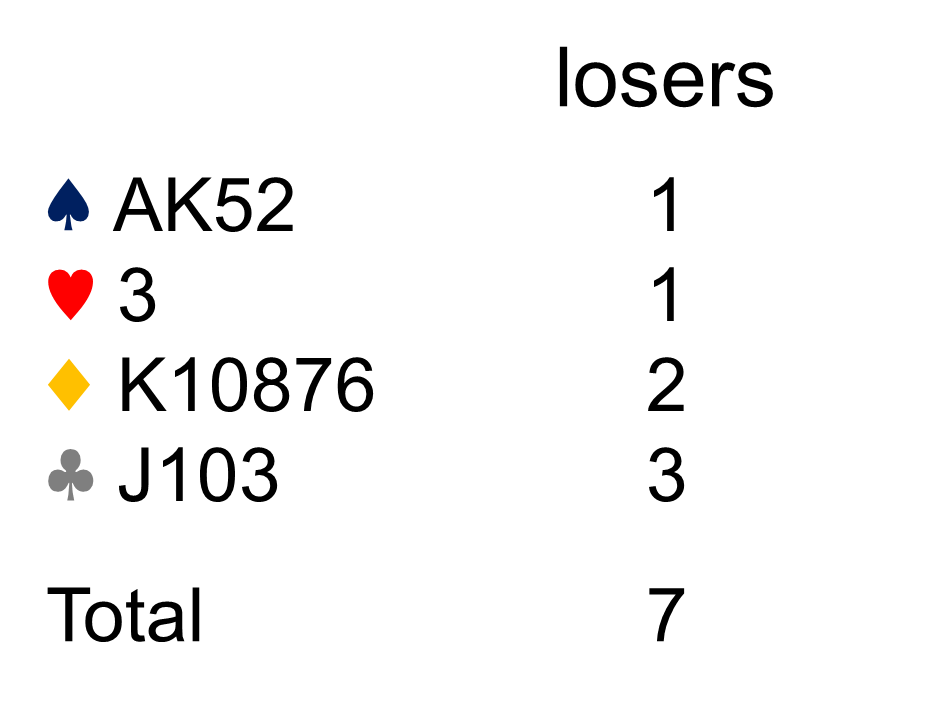 losers
♠ AK52 1
♥ 3 1
♦ K10876 2
♣ J103 3
Total 7